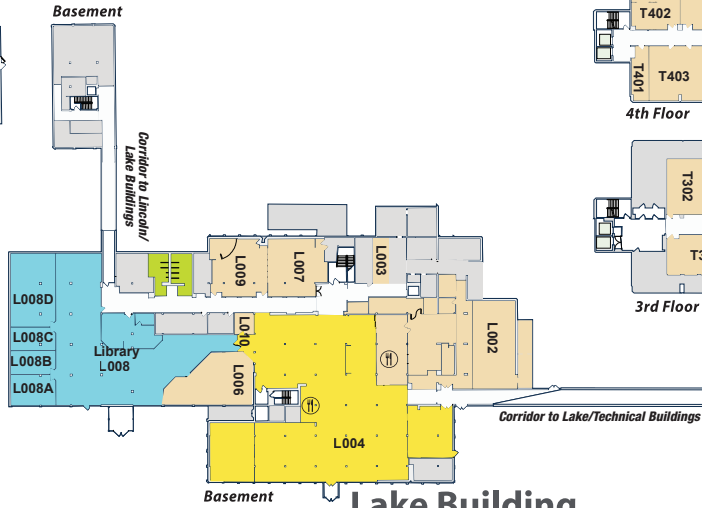 Basement
T402
T401
T403
4th Floor
Corridor to Lincoln/
Lake Buildings
T302
L009
L007
L003
3rd Floor
L008D
L010
L002
L008C
Library
L008
L008B
L006
L008A
Corridor to Lake/Technical Buildings
L004
Basement
Lake Building